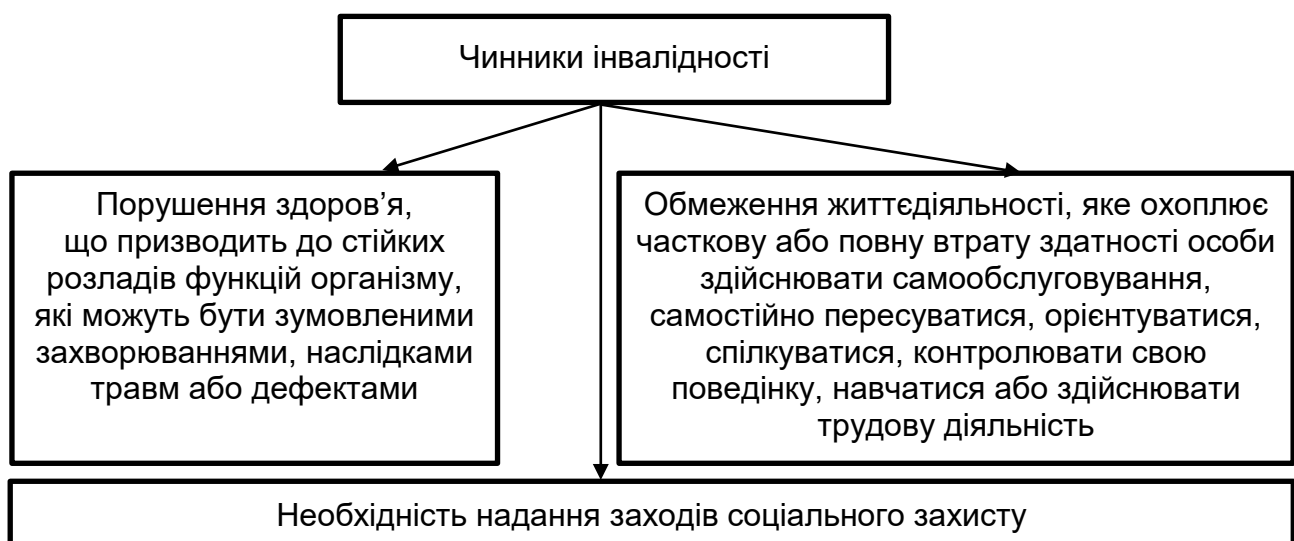 Чинники інвалідності
Порушення здоров’я,
що призводить до стійких
розладів функцій організму,
які можуть бути зумовленими
захворюваннями, наслідками
травм або дефектами
Обмеження життєдіяльності, яке охоплює
часткову або повну втрату здатності особи
здійснювати самообслуговування,
самостійно пересуватися, орієнтуватися,
спілкуватися, контролювати свою
поведінку, навчатися або здійснювати
трудову діяльність
Необхідність надання заходів соціального захисту